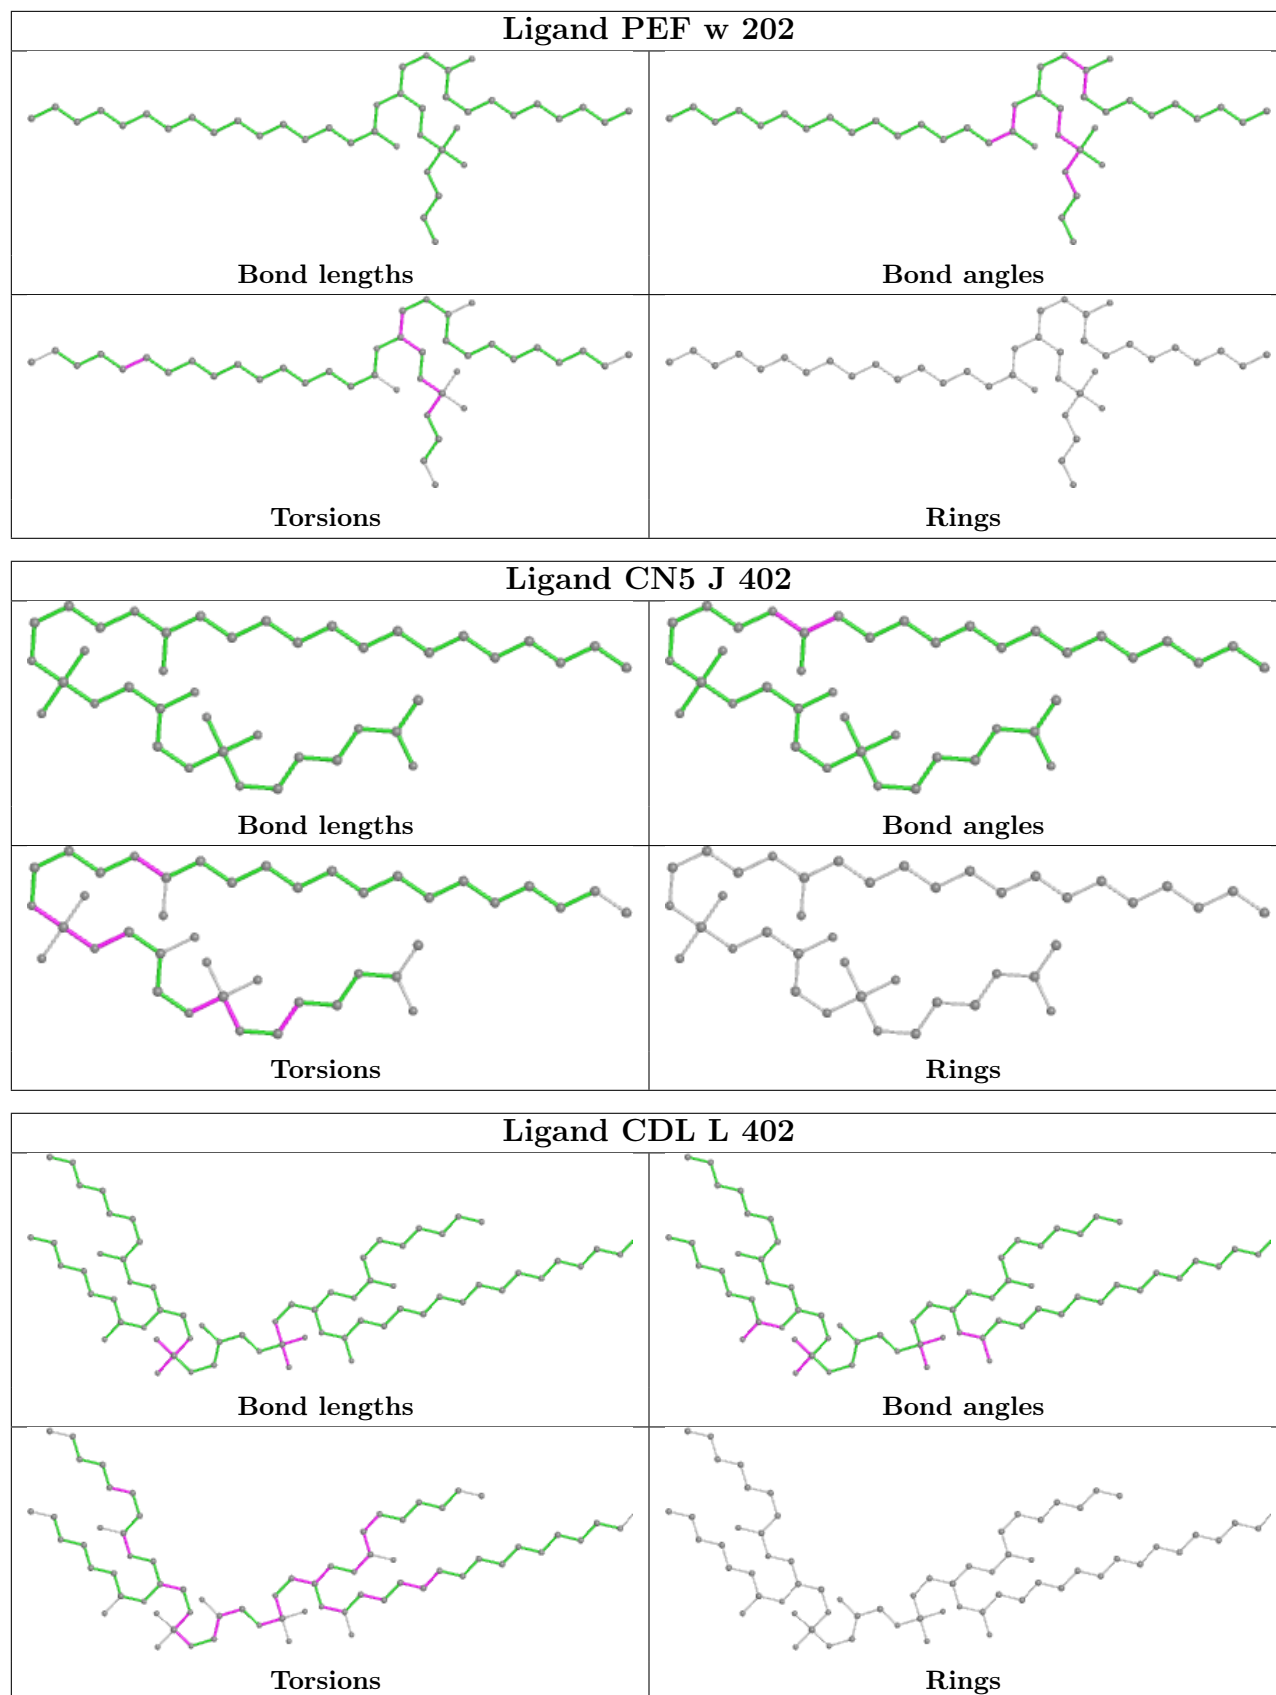 Ligand PEF w 202
Bond lengths
Bond angles
Torsions
Rings
Ligand CN5 J 402
Bond lengths
Bond angles
Torsions
Rings
Ligand CDL L 402
Bond lengths
Bond angles
Torsions
Rings